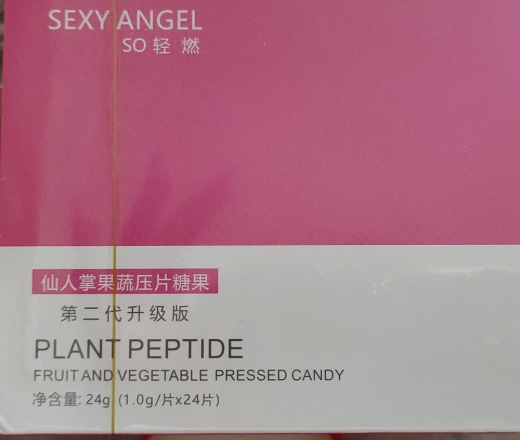 SEXY ANGEL
SO 轻 燃
仙人掌果蔬压片糖果
第二代升级版
PLANT PEPTIDE
FRUIT AND VEGETABLE PRESSED CANDY
净含量: 24g (1.0g/片x24片)